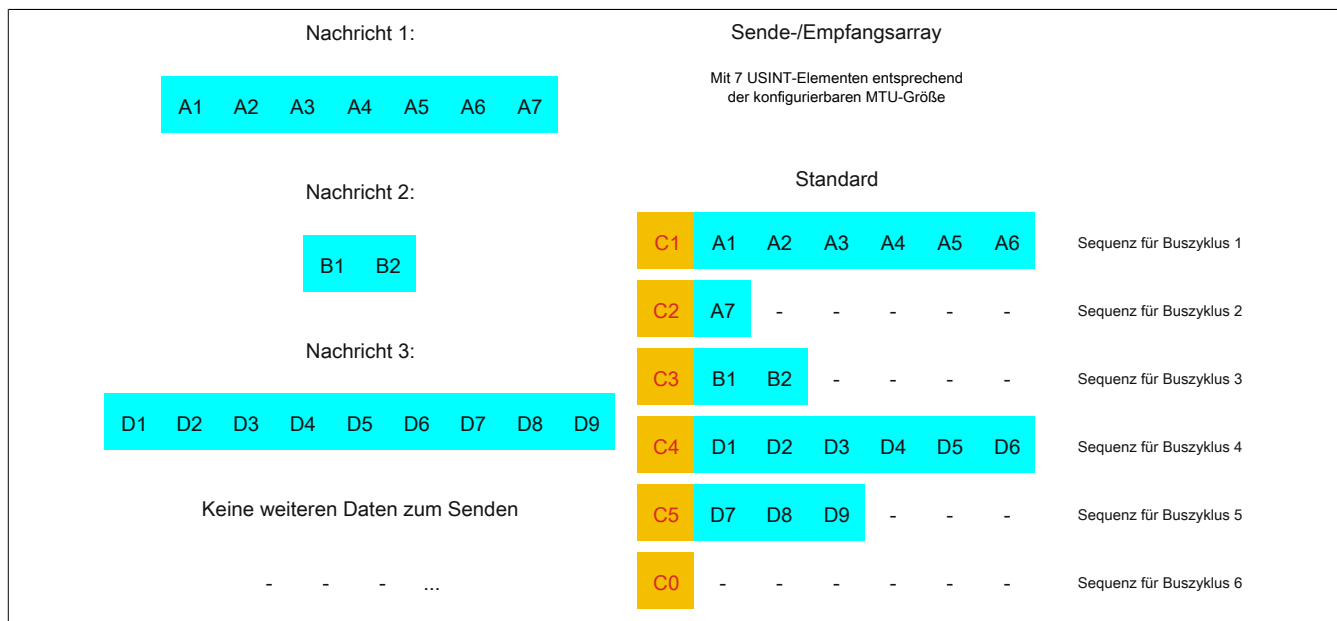 Nachricht 1:
A1 A2 A3 A4 A5 A6 A7
Nachricht 2:
B1 B2
Nachricht 3:
D1 D2 D3 D4 D5 D6 D7 D8 D9
Keine weiteren Daten zum Senden
- - - ...
Sende-/Empfangsarray
Mit 7 USINT-Elementen entsprechend
der konfigurierbaren MTU-Größe
Standard
C1 A1 A2 A3 A4 A5 A6 Sequenz für Buszyklus 1
C2 A7 - - - - - Sequenz für Buszyklus 2
C3 B1 B2 - - - - Sequenz für Buszyklus 3
C4 D1 D2 D3 D4 D5 D6 Sequenz für Buszyklus 4
C5 D7 D8 D9 - - - Sequenz für Buszyklus 5
C0 - - - - - - Sequenz für Buszyklus 6